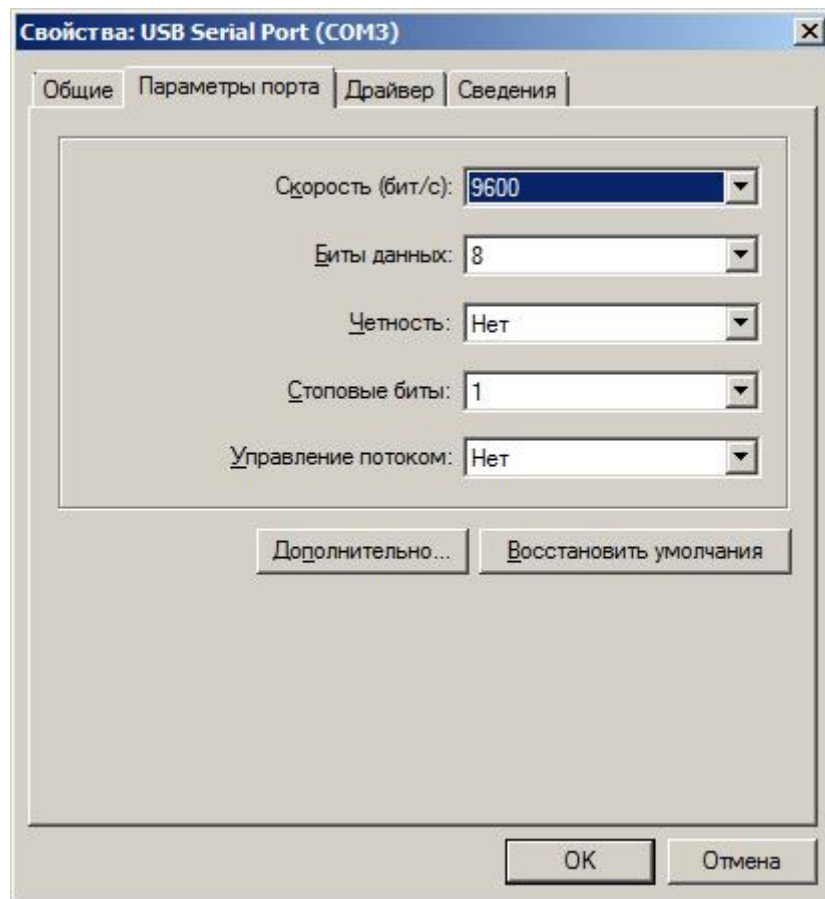 Свойства: USB Serial Port (COM3)
Общие Параметры порта Драйвер Сведения
Скорость (бит/с): 9600
Биты данных: 8
Четность: Нет
Стоповые биты: 1
Управление потоком: Нет
Дополнительно... Восстановить умолчания
OK Отмена